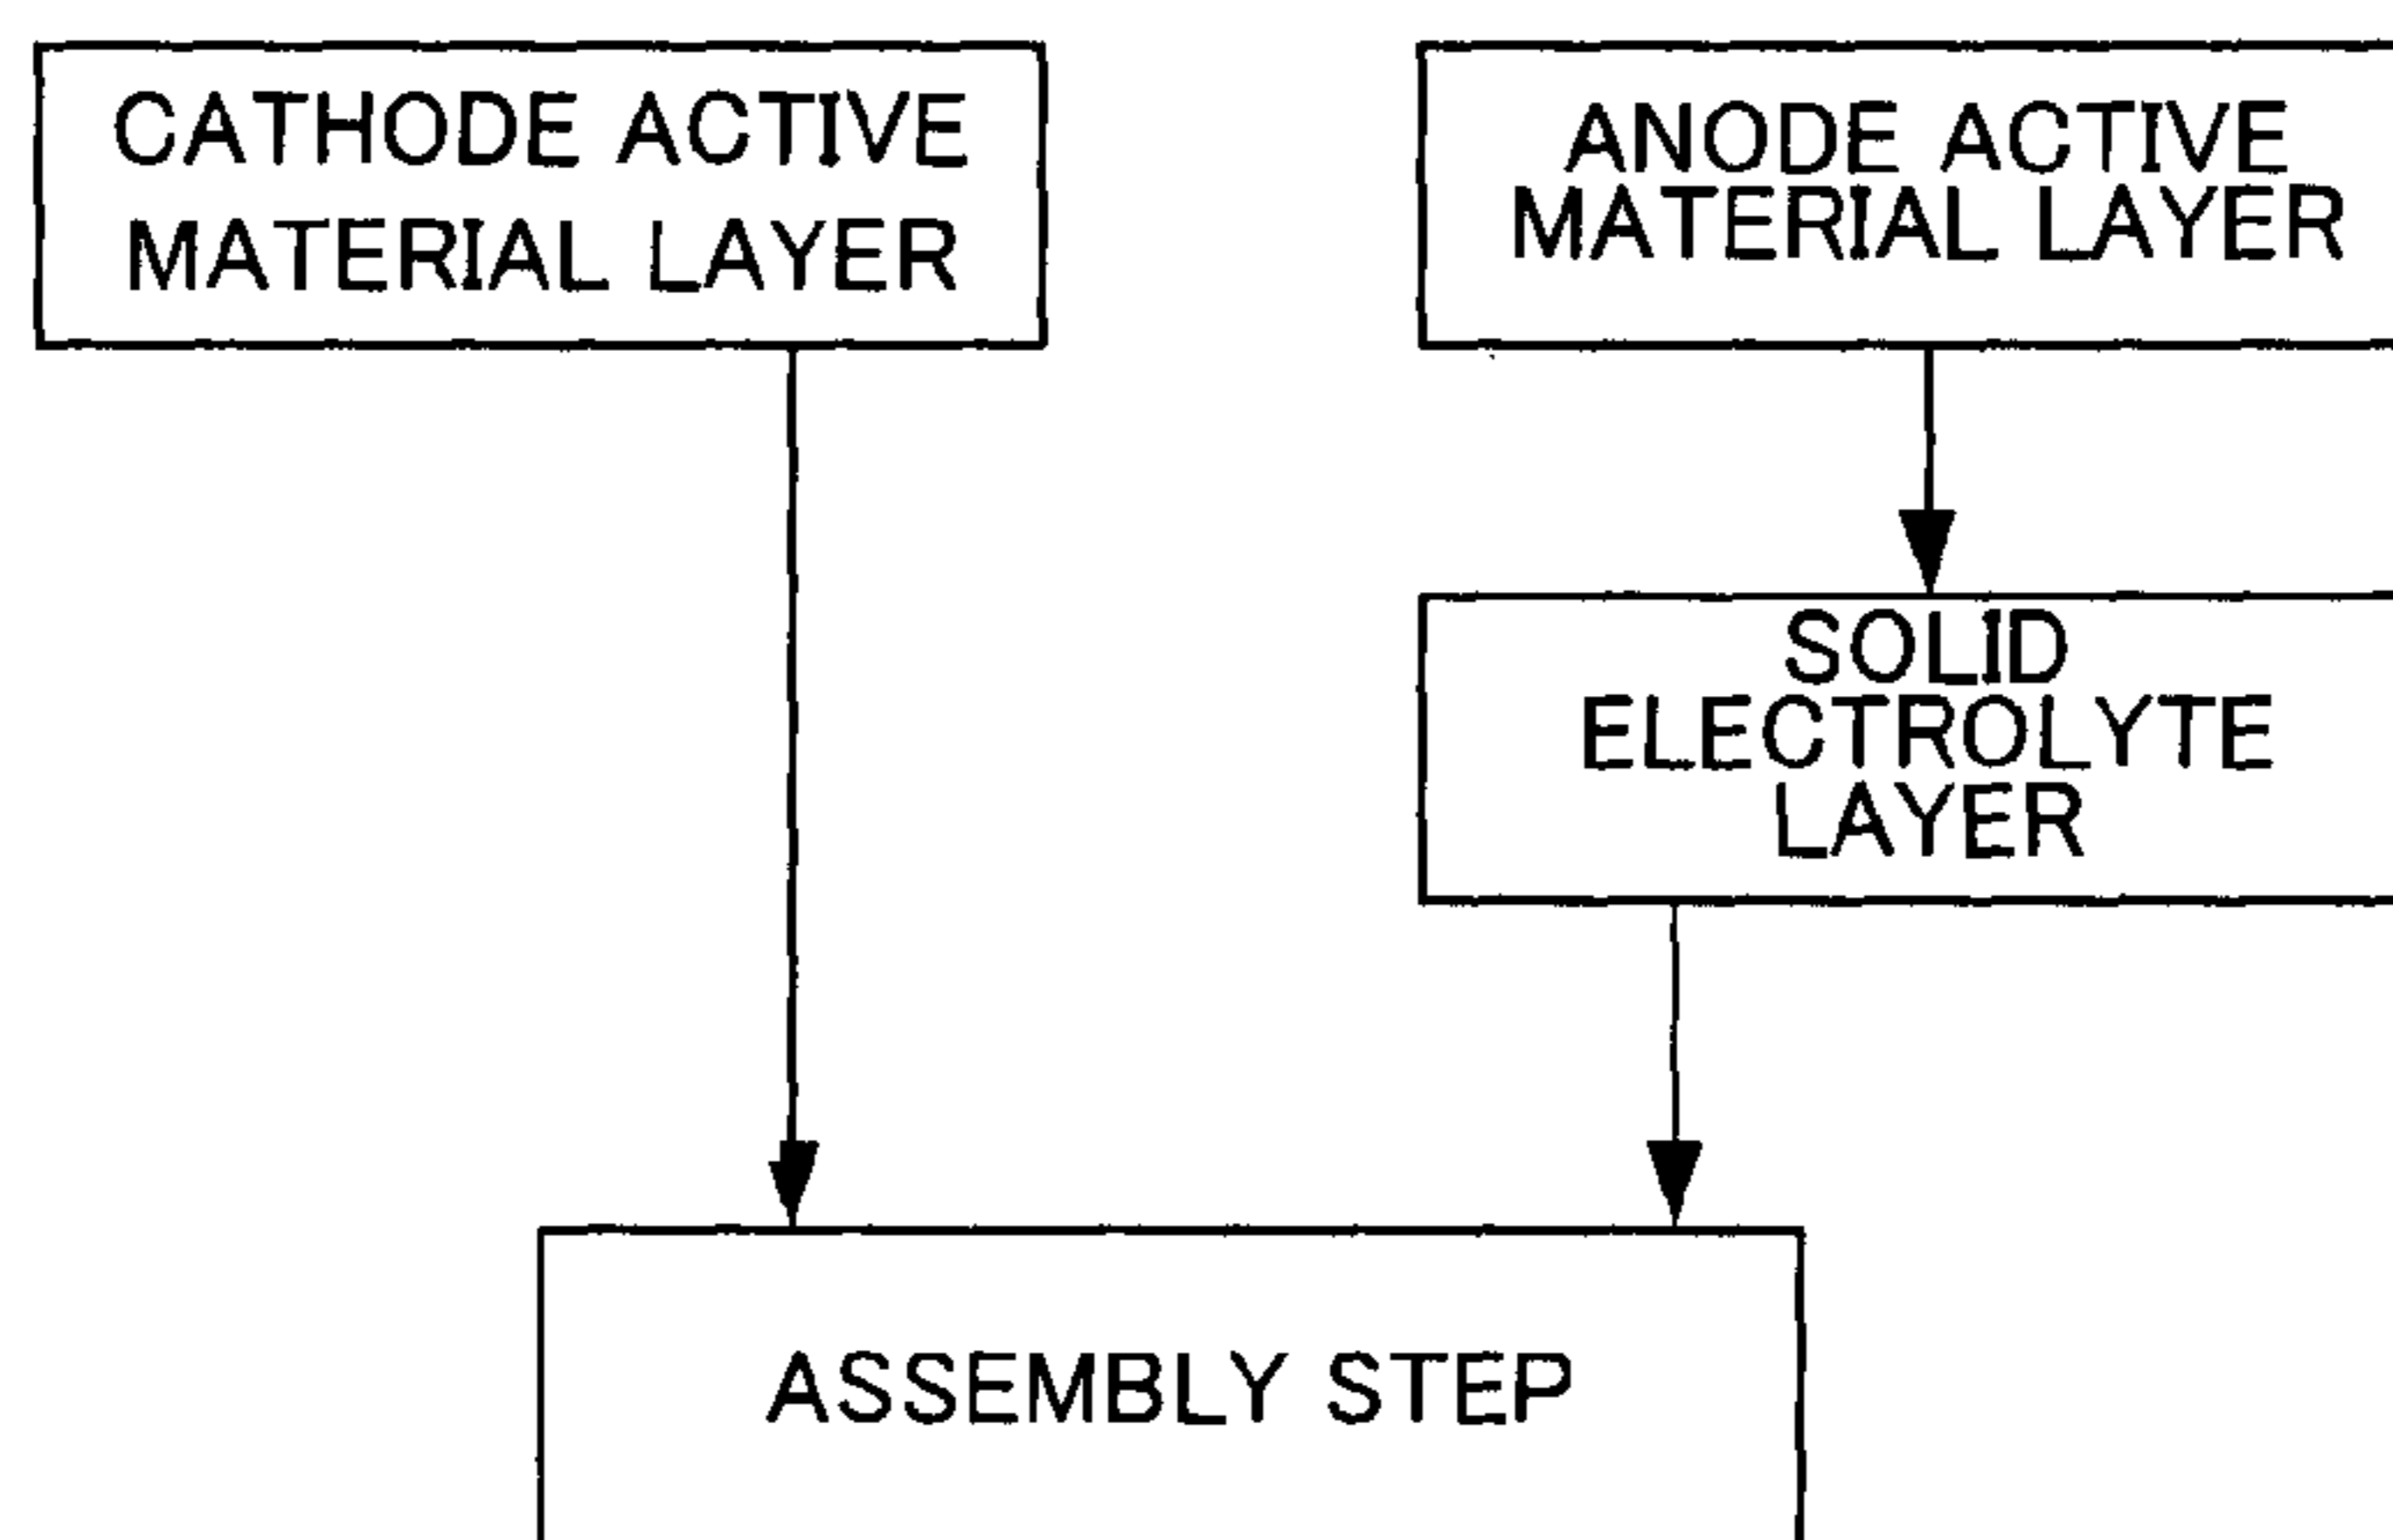 CATHODE ACTIVE
MATERIAL LAYER
ANODE ACTIVE
MATERIAL LAYER
SOLID
ELECTROLYTE
LAYER
ASSEMBLY STEP